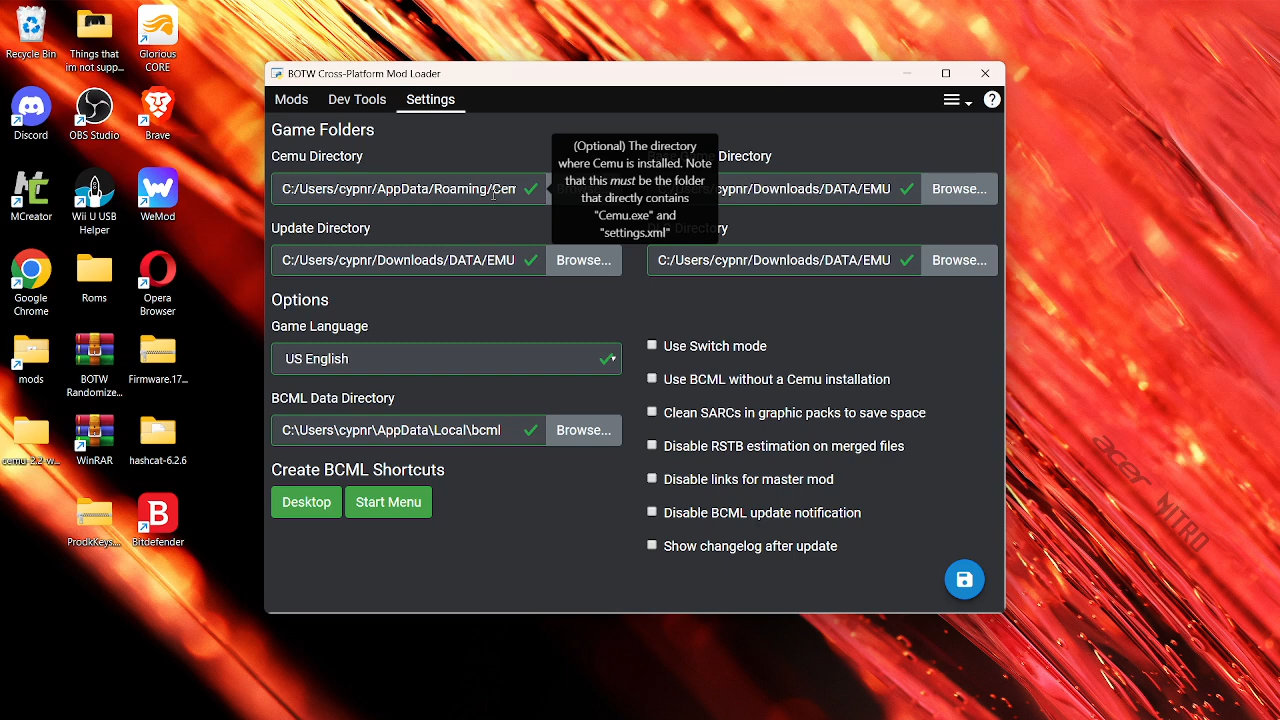 Recycle Bin
Things that
im not supp...
Glorious
CORE
Discord
OBS Studio
Brave
MCreator
Wii U USB
Helper
WeMod
Google
Chrome
Roms
Opera
Browser
mods
BOTW
Randomize...
Firmware.17...
cemu_2.2-w...
WinRAR
hashcat-6.2.6
ProdkKeys....
B
Bitdefender
BOTW Cross-Platform Mod Loader
Mods
Dev Tools
Settings
Game Folders
Cemu Directory
Directory
C:/Users/cypnr/AppData/Roaming/Cem
/cypnr/Downloads/DATA/EMU
Browse...
(Optional) The directory
where Cemu is installed. Note
that this must be the folder
that directly contains
"Cemu.exe" and
"settings.xml"
Update Directory
C:/Users/cypnr/Downloads/DATA/EMU
Browse...
C:/Users/cypnr/Downloads/DATA/EMU
Browse...
Options
Game Language
US English
BCML Data Directory
C:\Users\cypnr\AppData\Local\bcml
Browse...
Create BCML Shortcuts
Desktop
Start Menu
Use Switch mode
Use BCML without a Cemu installation
Clean SARCs in graphic packs to save space
Disable RSTB estimation on merged files
Disable links for master mod
Disable BCML update notification
Show changelog after update
acer
NITRO